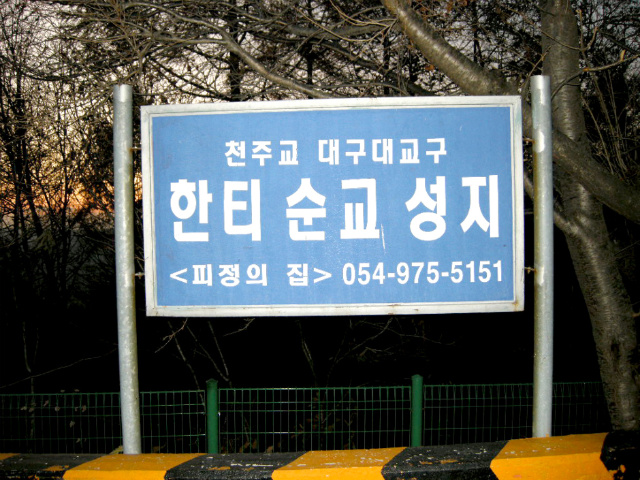 천주교 대구대교구
한티 순교 성지
<피정의 집> 054-975-5151